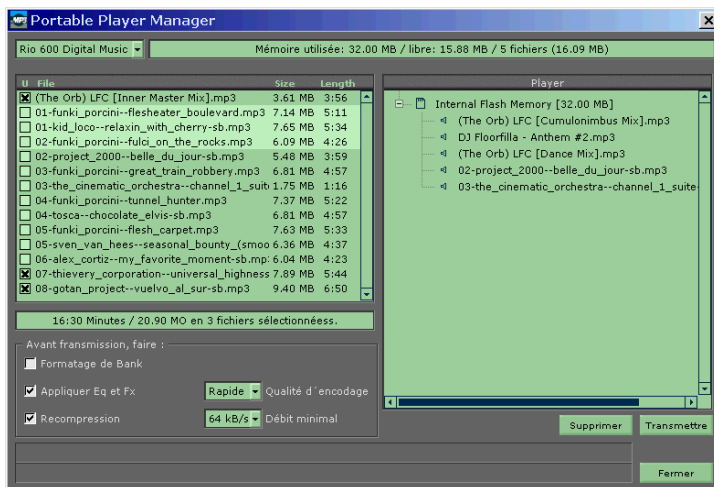 MP3 Portable Player Manager
Rio 600 Digital Music
Mémoire utilisée: 32.00 MB / libre: 15.88 MB / 5 fichiers (16.09 MB)
U File Size Length
(The Orb) LFC [Inner Master Mix].mp3 3.61 MB 3:56
01-funki_porcini--flesheater_boulevard.mp3 7.14 MB 5:11
01-kid_loco--relaxin_with_cherry-sb.mp3 7.65 MB 5:34
02-funki_porcini--fulci_on_the_rocks.mp3 6.09 MB 4:26
02-project_2000--belle_du_jour-sb.mp3 5.48 MB 3:59
03-funki_porcini--great_train_robbery.mp3 6.81 MB 4:57
03-the_cinematic_orchestra--channel_1_suit 1.75 MB 1:16
04-funki_porcini--tunnel_hunter.mp3 7.37 MB 5:22
04-tosca--chocolate_elvis-sb.mp3 6.81 MB 4:57
05-funki_porcini--flesh_carpet.mp3 7.63 MB 5:33
05-sven_van_hees--seasonal_bounty_(smoo 6.36 MB 4:37
06-alex_cortiz--my_favorite_moment-sb.mp 6.04 MB 4:23
07-thievery_corporation--universal_highness 7.89 MB 5:44
08-gotan_project--vuelvo_al_sur-sb.mp3 9.40 MB 6:50
16:30 Minutes / 20.90 MO en 3 fichiers sélectionnéess.
Player
Internal Flash Memory [32.00 MB]
(The Orb) LFC [Cumulonimbus Mix].mp3
DJ Floorfilla - Anthem #2.mp3
(The Orb) LFC [Dance Mix].mp3
02-project_2000--belle_du_jour-sb.mp3
03-the_cinematic_orchestra--channel_1_suite-
Avant transmission, faire :
Formatage de Bank
Appliquer Eq et Fx
Rapide Qualité d´encodage
Recompression
64 kB/s Débit minimal
Supprimer
Transmettre
Fermer